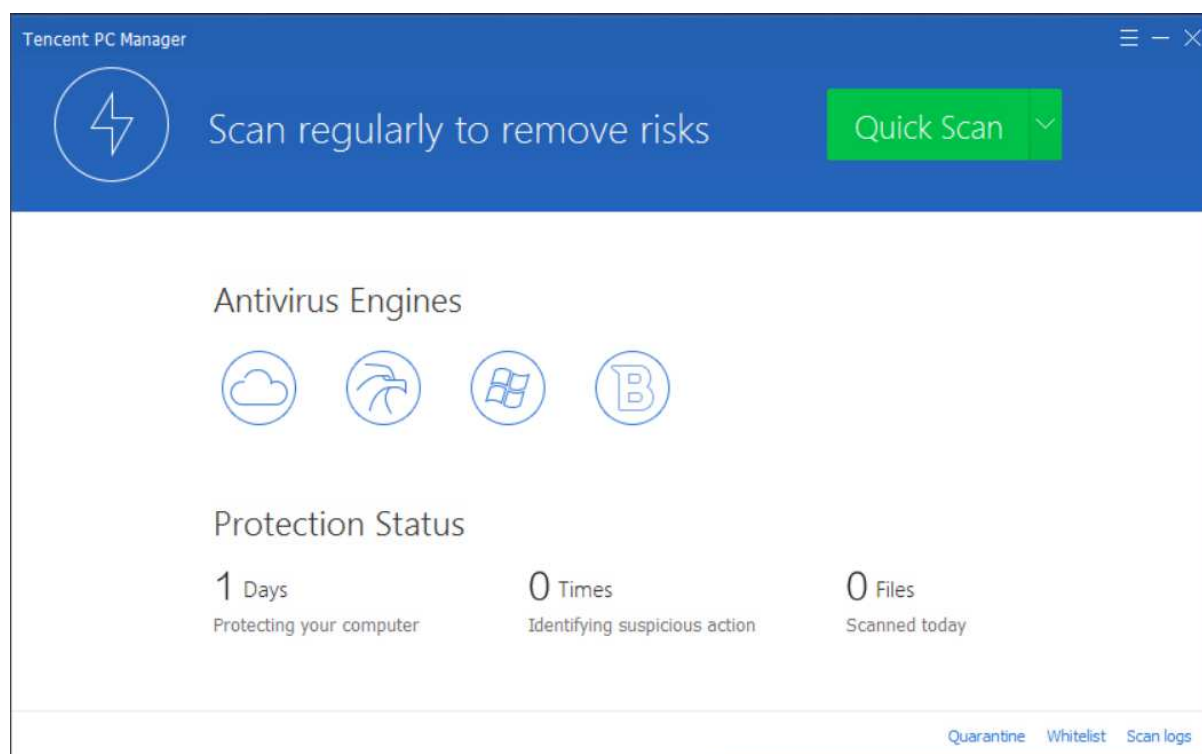 Tencent PC Manager
Scan regularly to remove risks
Quick Scan
Antivirus Engines
B
Protection Status
1 Days
0 Times
0 Files
Protecting your computer
Identifying suspicious action
Scanned today
Quarantine
Whitelist
Scan logs